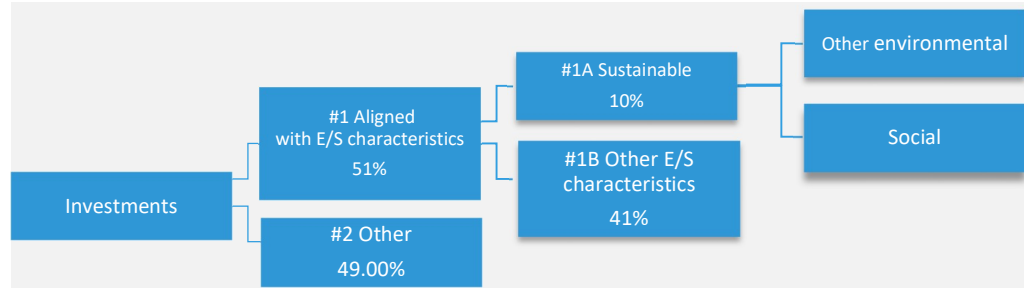 Investments
#1 Aligned
with E/S characteristics
51%
#2 Other
49.00%
#1A Sustainable
10%
#1B Other E/S
characteristics
41%
Other environmental
Social